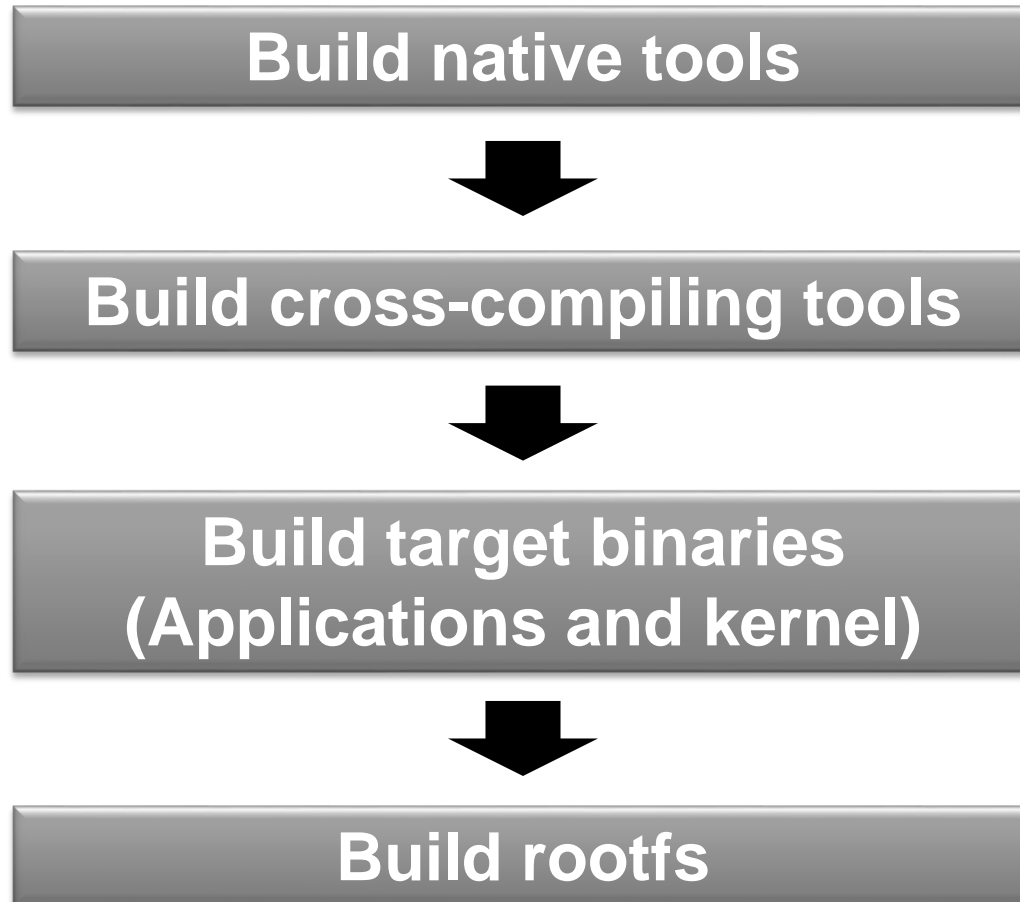 Build native tools
Build cross-compiling tools
Build target binaries
(Applications and kernel)
Build rootfs